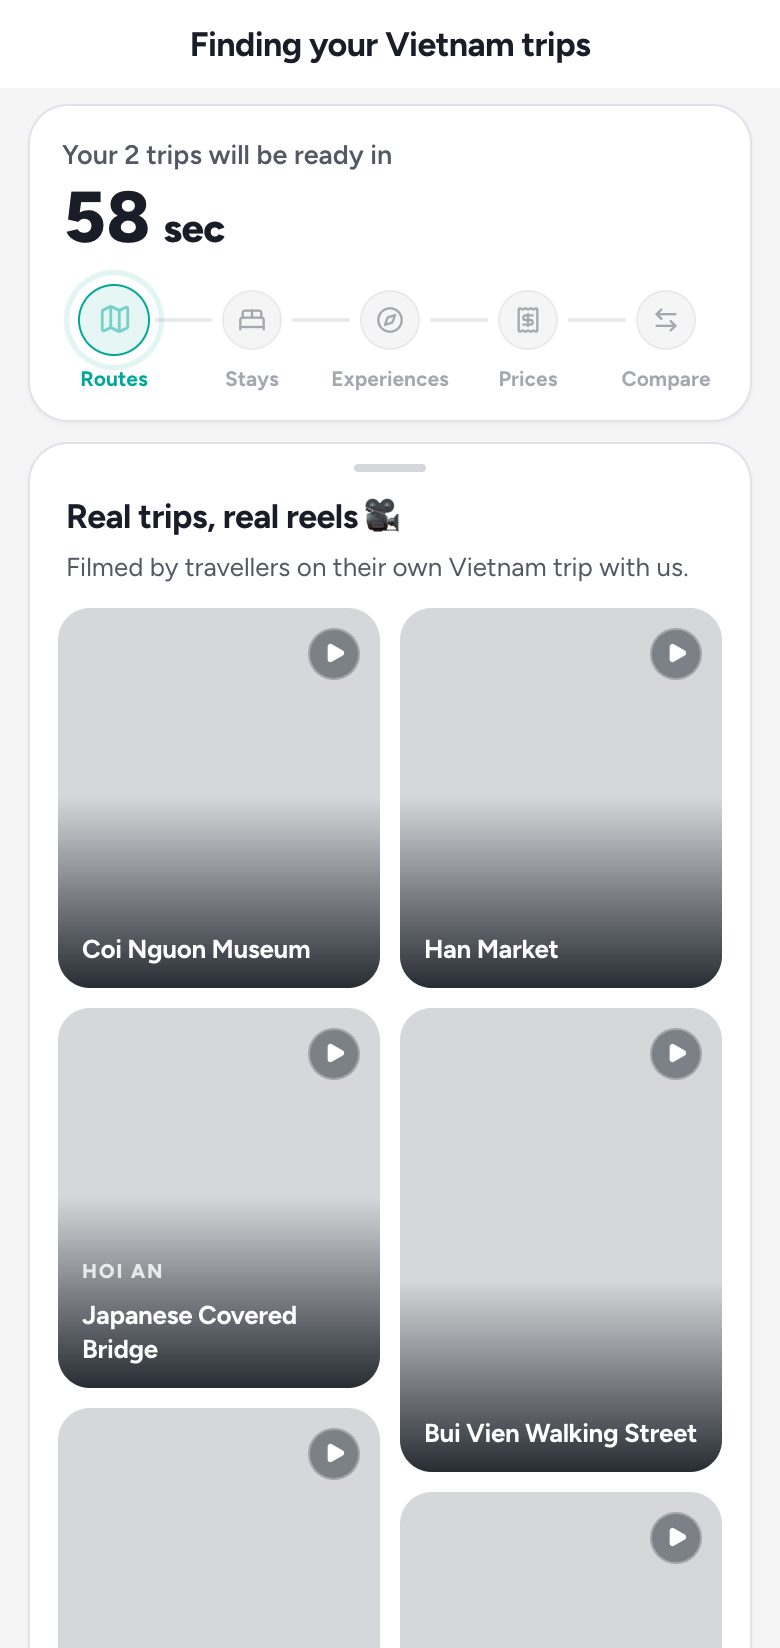 Finding your Vietnam trips
Your 2 trips will be ready in
58 sec
Routes
Stays
Experiences
Prices
Compare
Real trips, real reels 🎥
Filmed by travellers on their own Vietnam trip with us.
Coi Nguon Museum
Han Market
HOI AN
Japanese Covered
Bridge
Bui Vien Walking Street